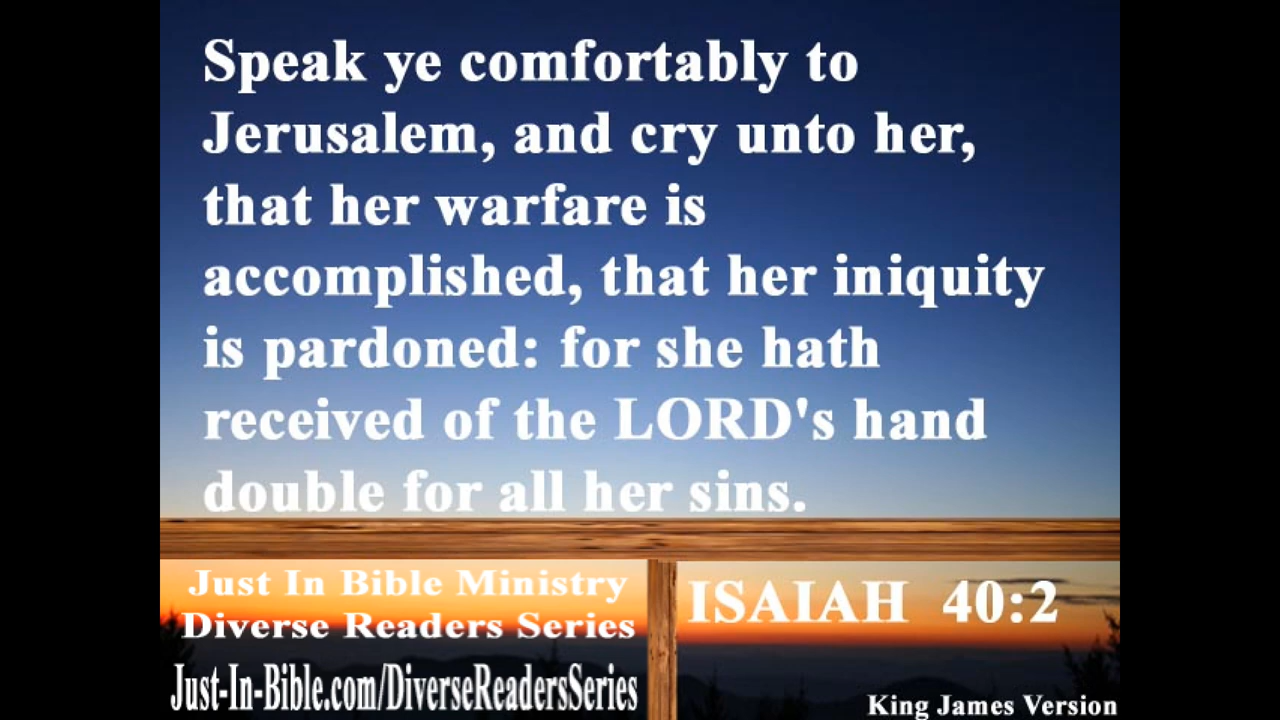 Speak ye comfortably to
Jerusalem, and cry unto her,
that her warfare is
accomplished, that her iniquity
is pardoned: for she hath
received of the LORD's hand
double for all her sins.
Just In Bible Ministry
Diverse Readers Series
Just-In-Bible.com/DiverseReadersSeries
ISAIAH 40:2
King James Version